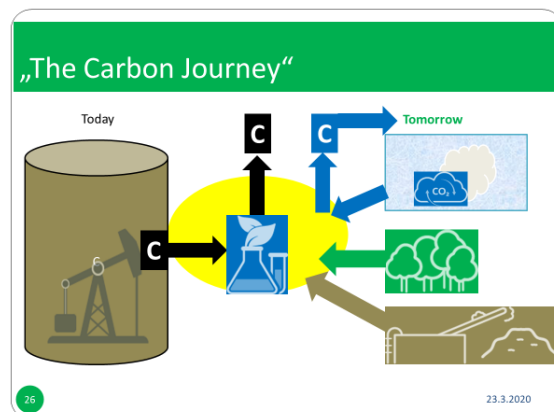 „The Carbon Journey“
Today
Tomorrow
C
C
CO₂
C
C
26
23.3.2020